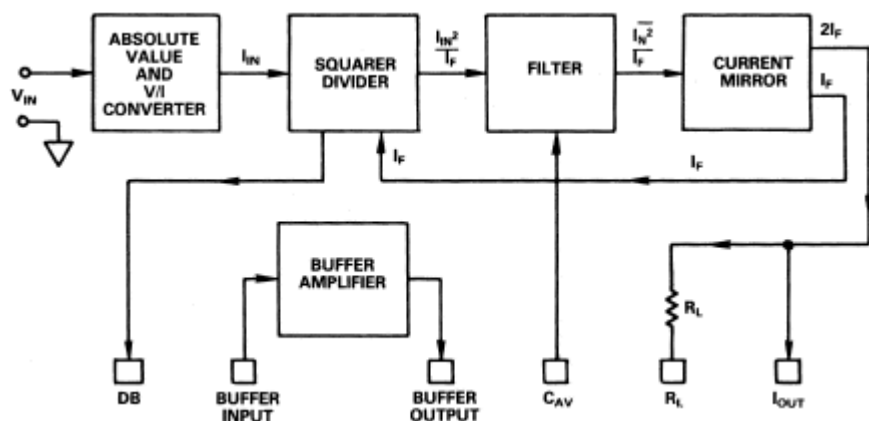 ABSOLUTE
VALUE
AND
V/I
CONVERTER
V_IN
I_IN
SQUARER
DIVIDER
I_IN²
I_F
FILTER
I_N²
I_F
CURRENT
MIRROR
2I_F
I_F
I_F
I_F
BUFFER
AMPLIFIER
R_L
DB
BUFFER
INPUT
BUFFER
OUTPUT
C_AV
R_L
I_OUT